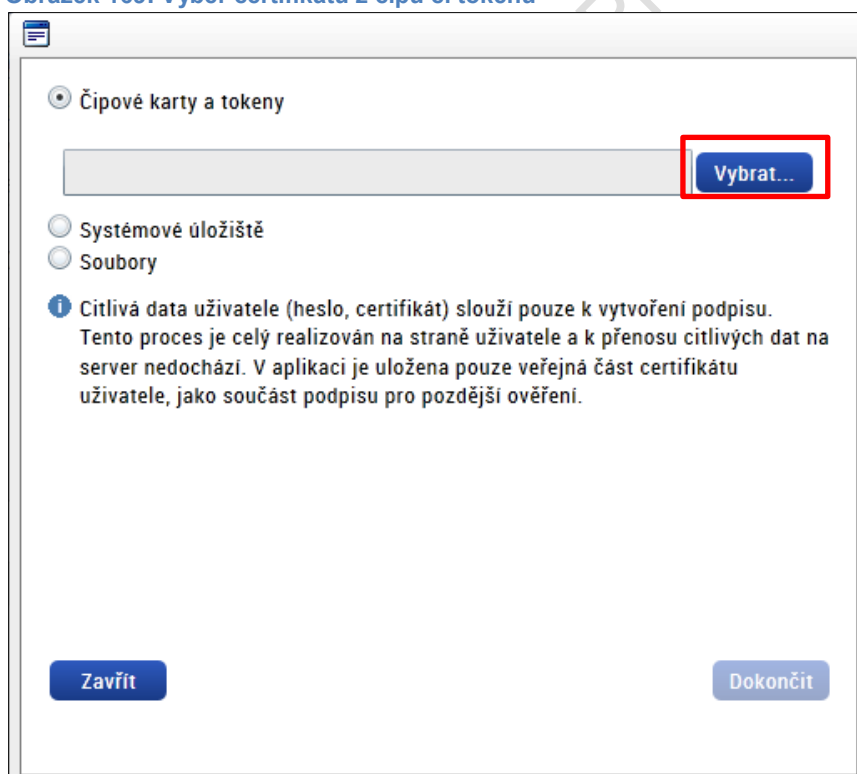 Čipové karty a tokeny
Vybrat...
Systémové úložiště
Soubory
Citlivá data uživatele (heslo, certifikát) slouží pouze k vytvoření podpisu.
Tento proces je celý realizován na straně uživatele a k přenosu citlivých dat na
server nedochází. V aplikaci je uložena pouze veřejná část certifikátu
uživatele, jako součást podpisu pro pozdější ověření.
Zavřít
Dokončit